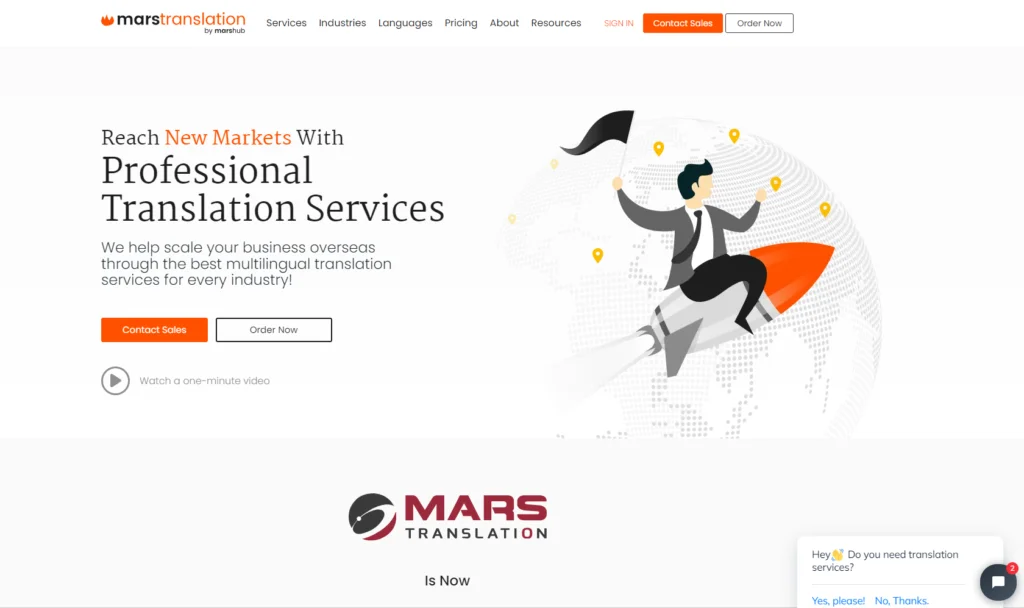 marstranslation
by marshub
Services Industries Languages Pricing About Resources
SIGN IN
Contact Sales
Order Now
Reach New Markets With
Professional
Translation Services
We help scale your business overseas
through the best multilingual translation
services for every industry!
Contact Sales
Order Now
Watch a one-minute video
MARS
TRANSLATION
Is Now
Hey👋 Do you need translation
services?
Yes, please! No, Thanks.
2